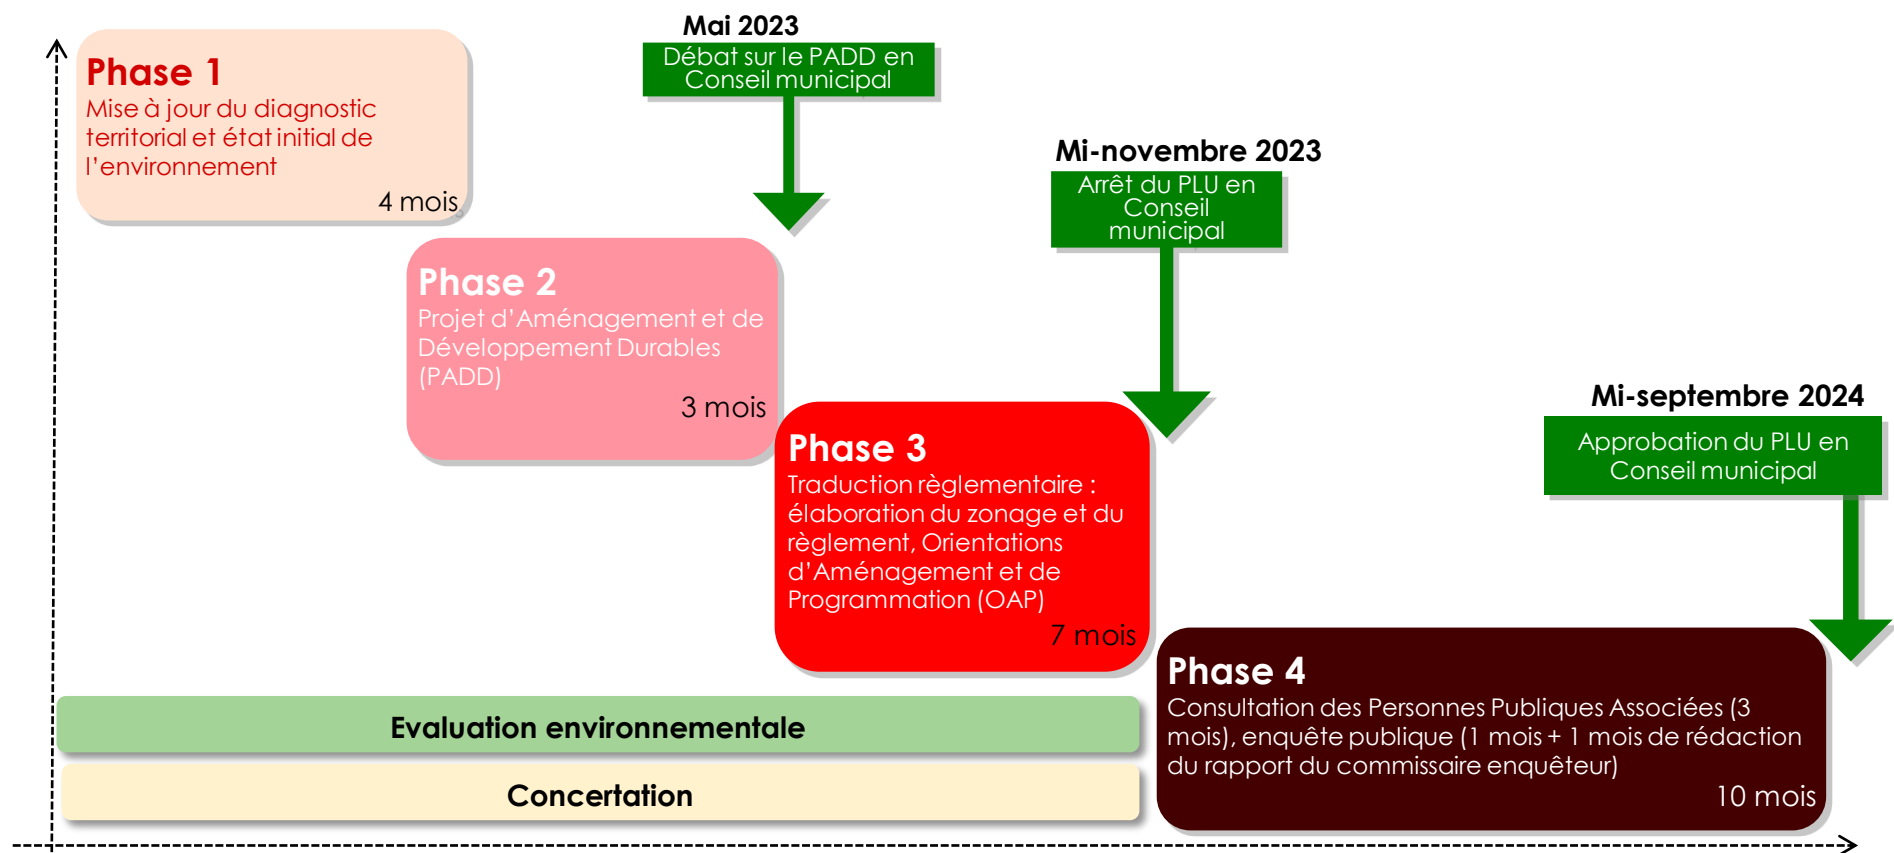 Phase 1
Mise à jour du diagnostic
territorial et état initial de
l'environnement
4 mois
Mai 2023
Débat sur le PADD en
Conseil municipal
Phase 2
Projet d'Aménagement et de
Développement Durables
(PADD)
3 mois
Mi-novembre 2023
Arrêt du PLU en
Conseil
municipal
Phase 3
Traduction règlementaire :
élaboration du zonage et du
règlement, Orientations
d'Aménagement et de
Programmation (OAP)
7 mois
Mi-septembre 2024
Approbation du PLU en
Conseil municipal
Phase 4
Consultation des Personnes Publiques Associées (3
mois), enquête publique (1 mois + 1 mois de rédaction
du rapport du commissaire enquêteur)
10 mois
Evaluation environnementale
Concertation